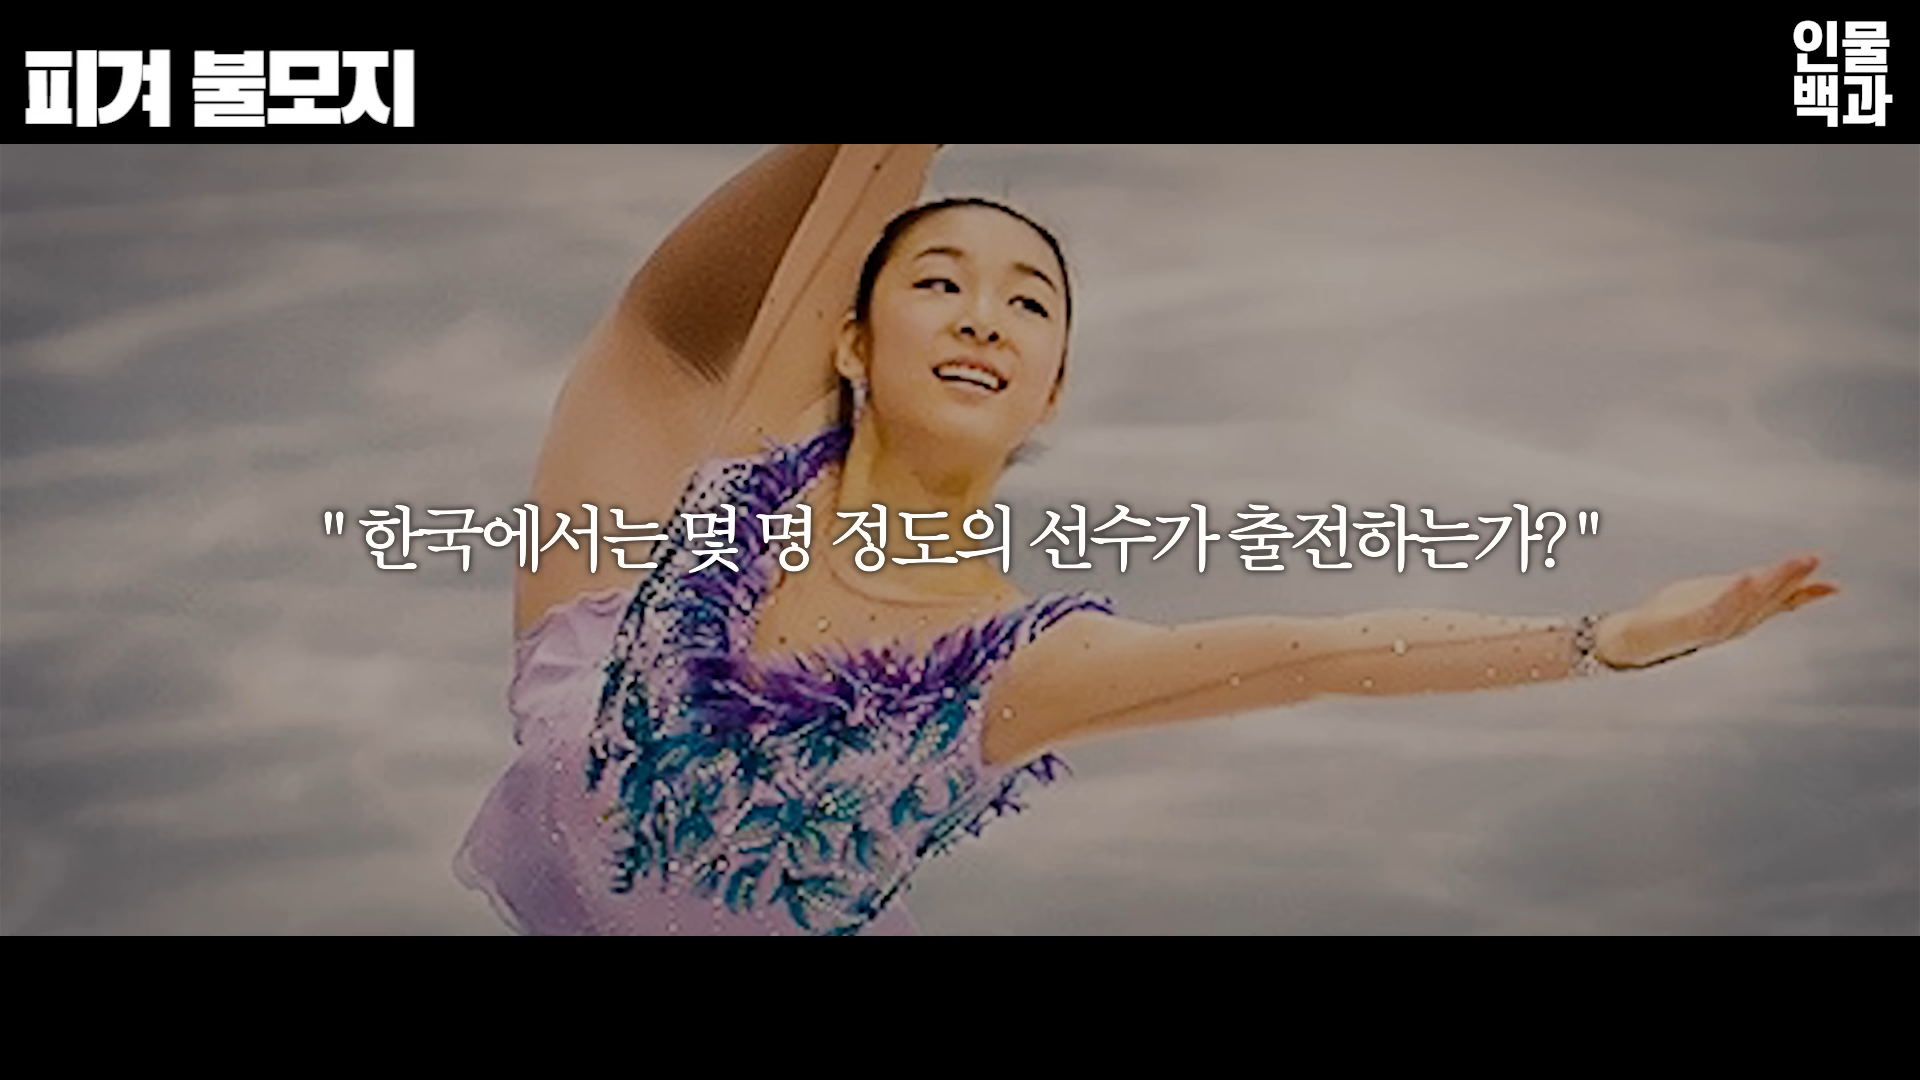 피겨 불모지
인물
백과
"한국에서는 몇 명 정도의 선수가 출전하는가?"